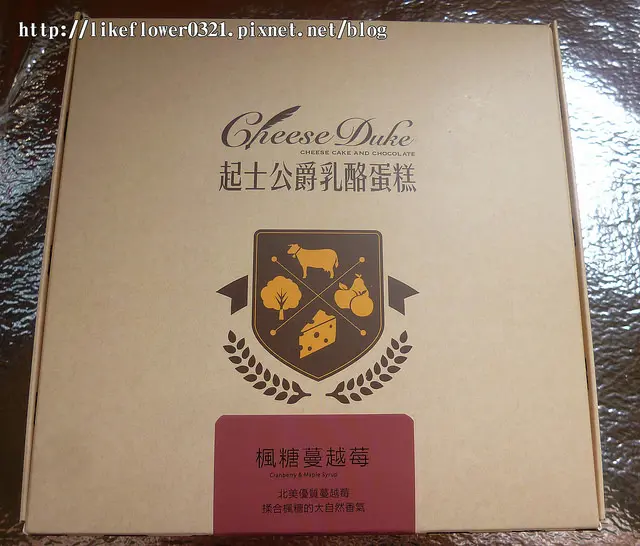 http://likeflower0321.pixnet.net/blog
Cheese Duke
CHEESE CAKE AND CHOCOLATE
起士公爵乳酪蛋糕
楓糖蔓越莓
Cranberry & Maple Syrup
北美優質蔓越莓
揉合楓糖的大自然香氣